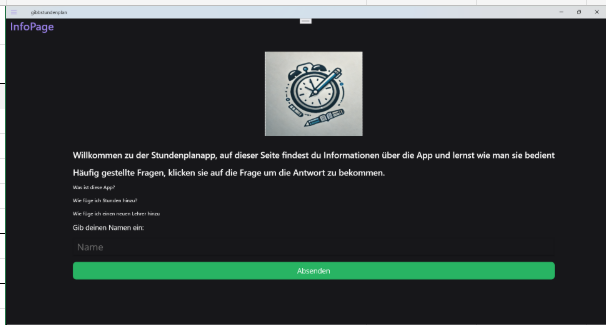 gibbstundenplan
InfoPage
Willkommen zu der Stundenplanapp, auf dieser Seite findest du Informationen über die App und lernst wie man sie bedient
Häufig gestellte Fragen, klicken sie auf die Frage um die Antwort zu bekommen.
Was ist diese App?
Wie füge ich Stunden hinzu?
Wie füge ich einen neuen Lehrer hinzu
Gib deinen Namen ein:
Name
Absenden